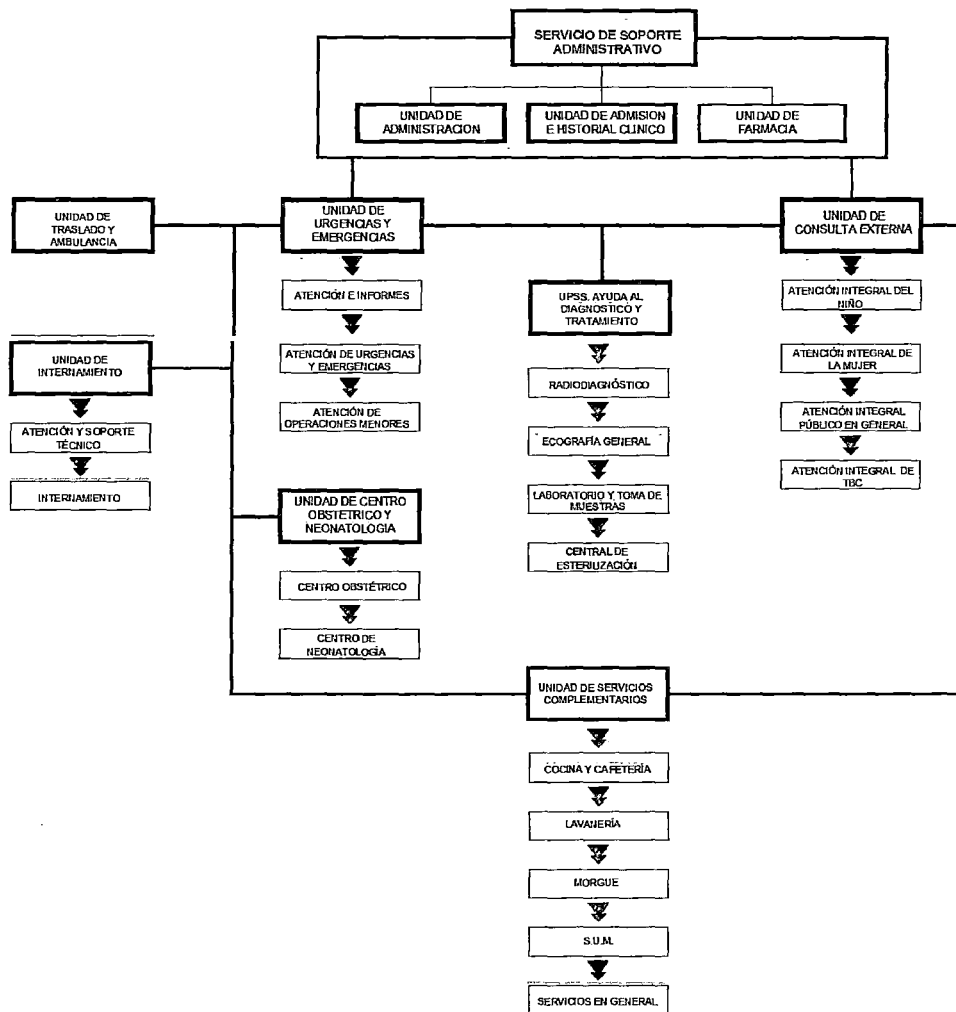 SERVICIO DE SOPORTE
ADMINISTRATIVO
UNIDAD DE
ADMINISTRACION
UNIDAD DE ADMISION
E HISTORIAL CLINICO
UNIDAD DE
FARMACIA
UNIDAD DE
TRASLADO Y
AMBULANCIA
UNIDAD DE
URGENCIAS Y
EMERGENCIAS
UNIDAD DE
CONSULTA EXTERNA
ATENCIÓN E INFORMES
ATENCIÓN DE URGENCIAS
Y EMERGENCIAS
ATENCIÓN DE
OPERACIONES MENORES
UPSS. AYUDA AL
DIAGNOSTICO Y
TRATAMIENTO
RADIODIAGNÓSTICO
ECOGRAFÍA GENERAL
LABORATORIO Y TOMA DE
MUESTRAS
CENTRAL DE
ESTERILIZACIÓN
ATENCIÓN INTEGRAL DEL
NIÑO
ATENCIÓN INTEGRAL DE
LA MUJER
ATENCIÓN INTEGRAL
PÚBLICO EN GENERAL
ATENCIÓN INTEGRAL DE
TBC
UNIDAD DE
INTERNAMIENTO
ATENCIÓN Y SOPORTE
TÉCNICO
INTERNAMIENTO
UNIDAD DE CENTRO
OBSTETRICO Y
NEONATOLOGIA
CENTRO OBSTÉTRICO
CENTRO DE
NEONATOLOGÍA
UNIDAD DE SERVICIOS
COMPLEMENTARIOS
COCINA Y CAFETERÍA
LAVANERÍA
MORGUE
S.U.M.
SERVICIOS EN GENERAL